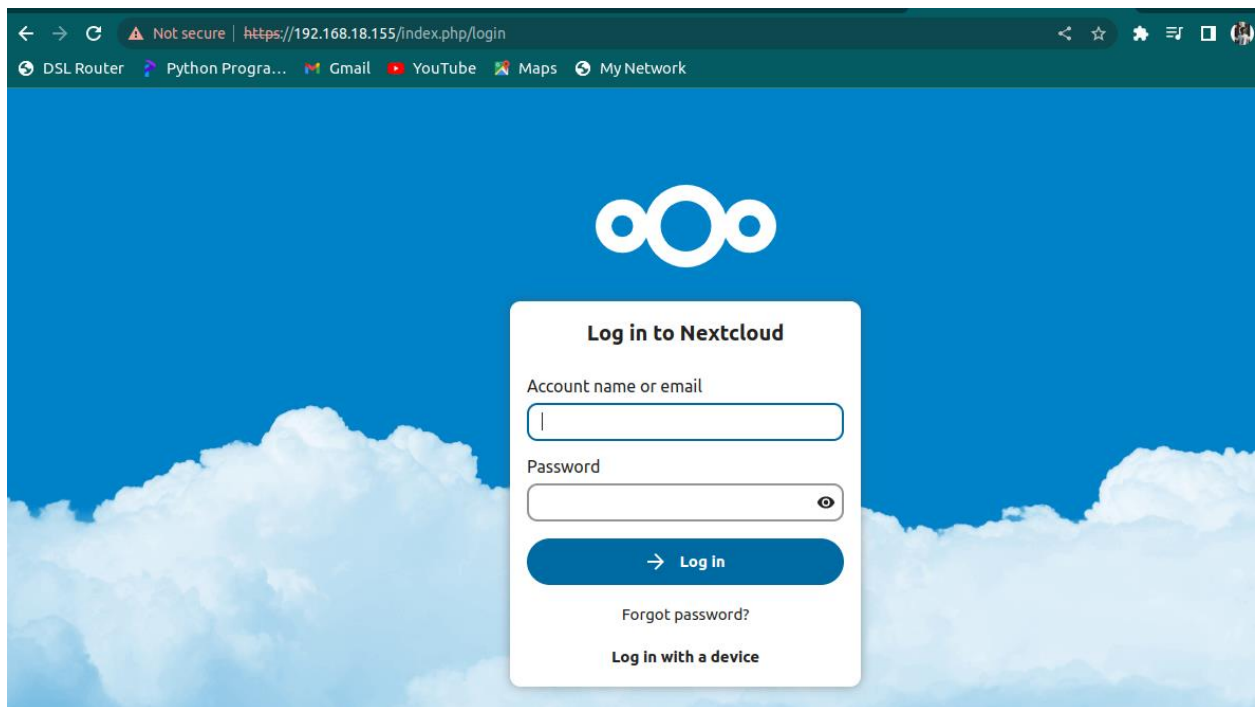 Not secure | https://192.168.18.155/index.php/login
DSL Router Python Progra... Gmail YouTube Maps My Network
Log in to Nextcloud
Account name or email
Password
Log in
Forgot password?
Log in with a device